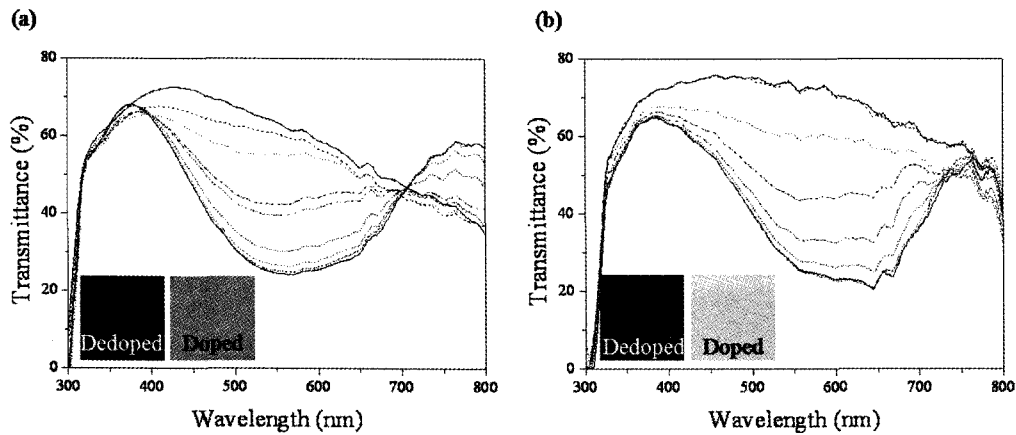 (a)
80
60
40
20
0
Transmittance (%)
Dedoped
Doped
300 400 500 600 700 800
Wavelength (nm)
(b)
80
60
40
20
0
Transmittance (%)
Dedoped
Doped
300 400 500 600 700 800
Wavelength (nm)